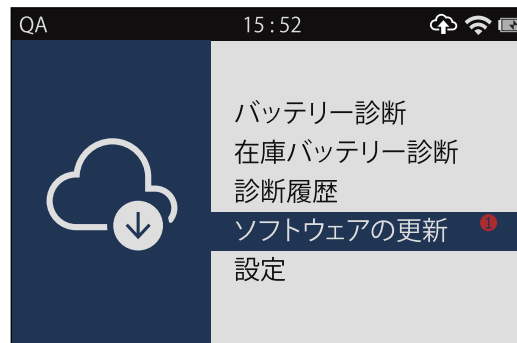 QA 15:52
バッテリー診断
在庫バッテリー診断
診断履歴
ソフトウェアの更新 1
設定